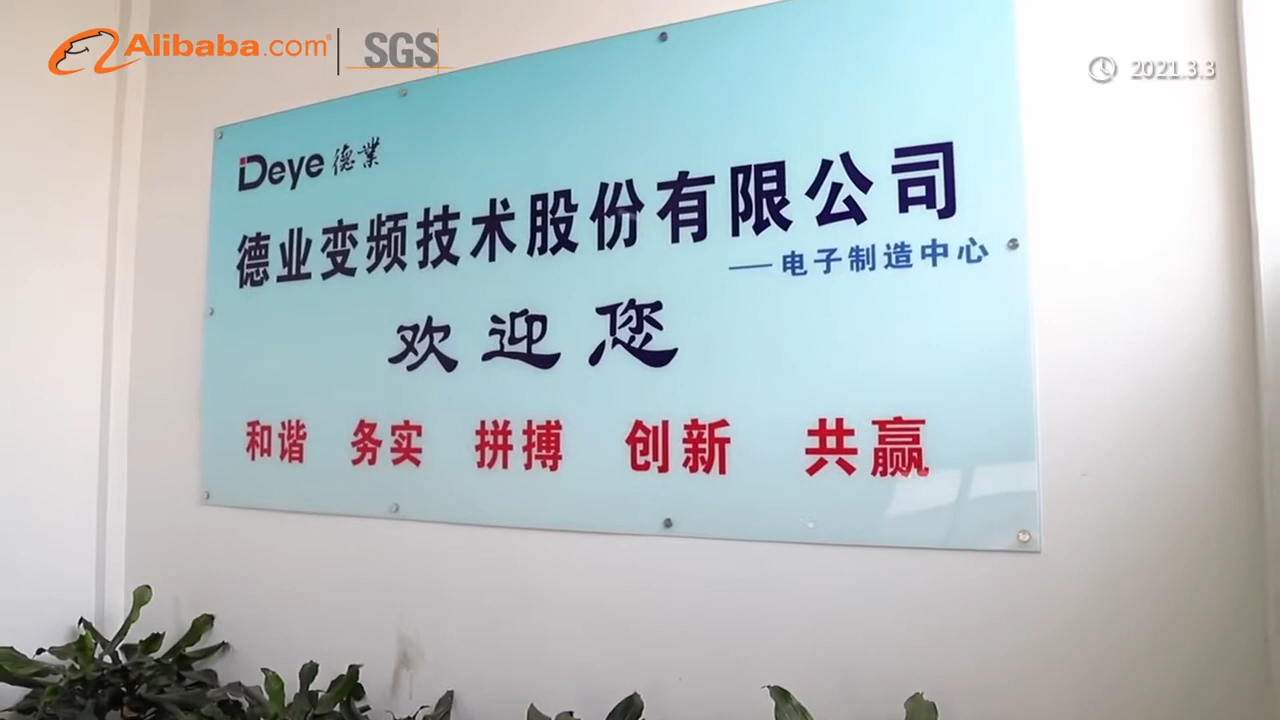 Alibaba.com | SGS
2021.3.3
Deye 德業
德业变频技术股份有限公司
——电子制造中心
欢迎您
和谐 务实 拼搏 创新 共赢